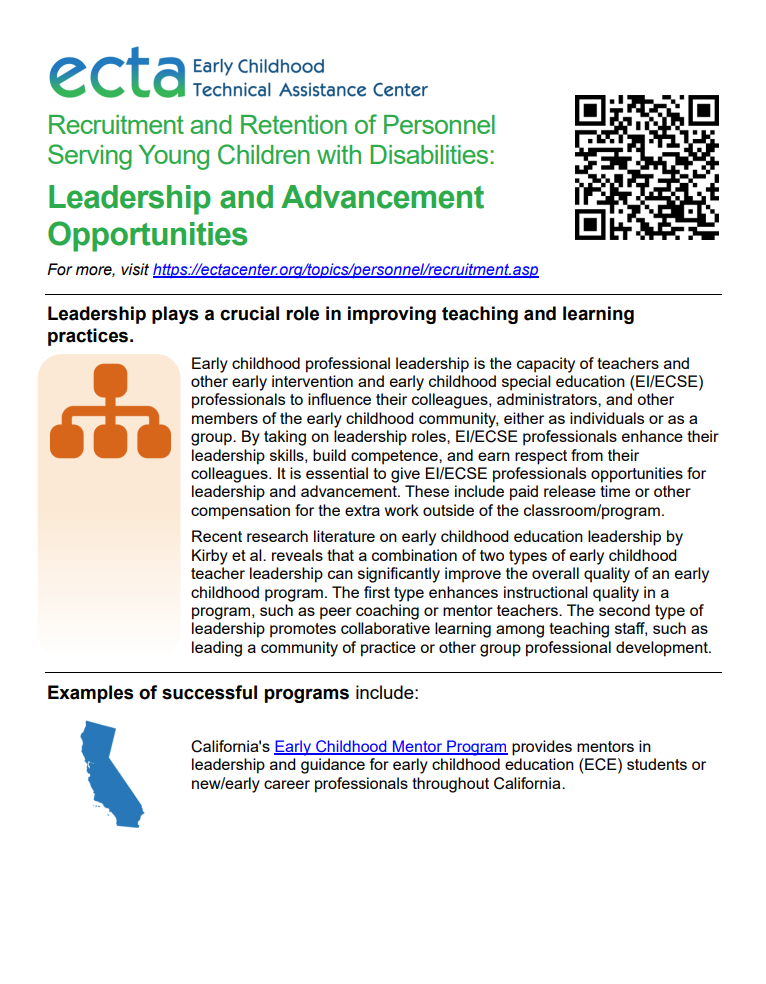 ecta Early Childhood
Technical Assistance Center
Recruitment and Retention of Personnel
Serving Young Children with Disabilities:
Leadership and Advancement
Opportunities
For more, visit https://ectacenter.org/topics/personnel/recruitment.asp
Leadership plays a crucial role in improving teaching and learning
practices.
Early childhood professional leadership is the capacity of teachers and
other early intervention and early childhood special education (EI/ECSE)
professionals to influence their colleagues, administrators, and other
members of the early childhood community, either as individuals or as a
group. By taking on leadership roles, EI/ECSE professionals enhance their
leadership skills, build competence, and earn respect from their
colleagues. It is essential to give EI/ECSE professionals opportunities for
leadership and advancement. These include paid release time or other
compensation for the extra work outside of the classroom/program.
Recent research literature on early childhood education leadership by
Kirby et al. reveals that a combination of two types of early childhood
teacher leadership can significantly improve the overall quality of an early
childhood program. The first type enhances instructional quality in a
program, such as peer coaching or mentor teachers. The second type of
leadership promotes collaborative learning among teaching staff, such as
leading a community of practice or other group professional development.
Examples of successful programs include:
California's Early Childhood Mentor Program provides mentors in
leadership and guidance for early childhood education (ECE) students or
new/early career professionals throughout California.